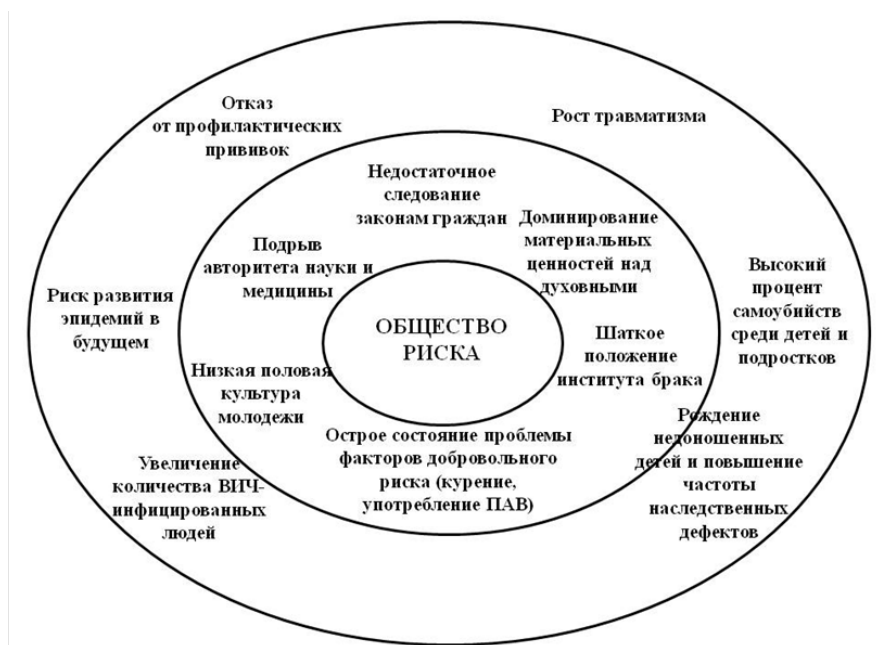 Отказ
от профилактических
прививок
Рост травматизма
Недостаточное
следование
законам граждан
Доминирование
материальных
ценностей над
духовными
Подрыв
авторитета науки и
медицины
Высокий
процент
самоубийств
среди детей и
подростков
Риск развития
эпидемий в
будущем
ОБЩЕСТВО
РИСКА
Шаткое
положение
института брака
Низкая половая
культура
молодежи
Рождение
недоношенных
детей и повышение
частоты
наследственных
дефектов
Острое состояние проблемы
факторов добровольного
риска (курение,
употребление ПАВ)
Увеличение
количества ВИЧ-
инфицированных
людей